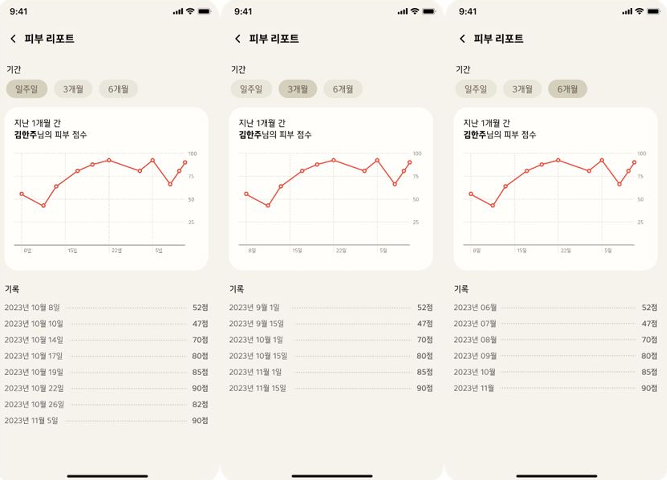 9:41
피부 리포트
기간
일주일 3개월 6개월
지난 1개월 간
김한주님의 피부 점수
100
75
50
25
8일 15일 22일 5일
기록
2023년 10월 8일 52점
2023년 10월 10일 47점
2023년 10월 14일 70점
2023년 10월 17일 80점
2023년 10월 19일 85점
2023년 10월 22일 90점
2023년 10월 26일 82점
2023년 11월 5일 90점
9:41
피부 리포트
기간
일주일 3개월 6개월
지난 1개월 간
김한주님의 피부 점수
100
75
50
25
8일 15일 22일 5일
기록
2023년 9월 1일 52점
2023년 9월 15일 47점
2023년 10월 1일 70점
2023년 10월 15일 80점
2023년 11월 1일 85점
2023년 11월 15일 90점
9:41
피부 리포트
기간
일주일 3개월 6개월
지난 1개월 간
김한주님의 피부 점수
100
75
50
25
8일 15일 22일 5일
기록
2023년 06월 52점
2023년 07월 47점
2023년 08월 70점
2023년 09월 80점
2023년 10월 85점
2023년 11월 90점